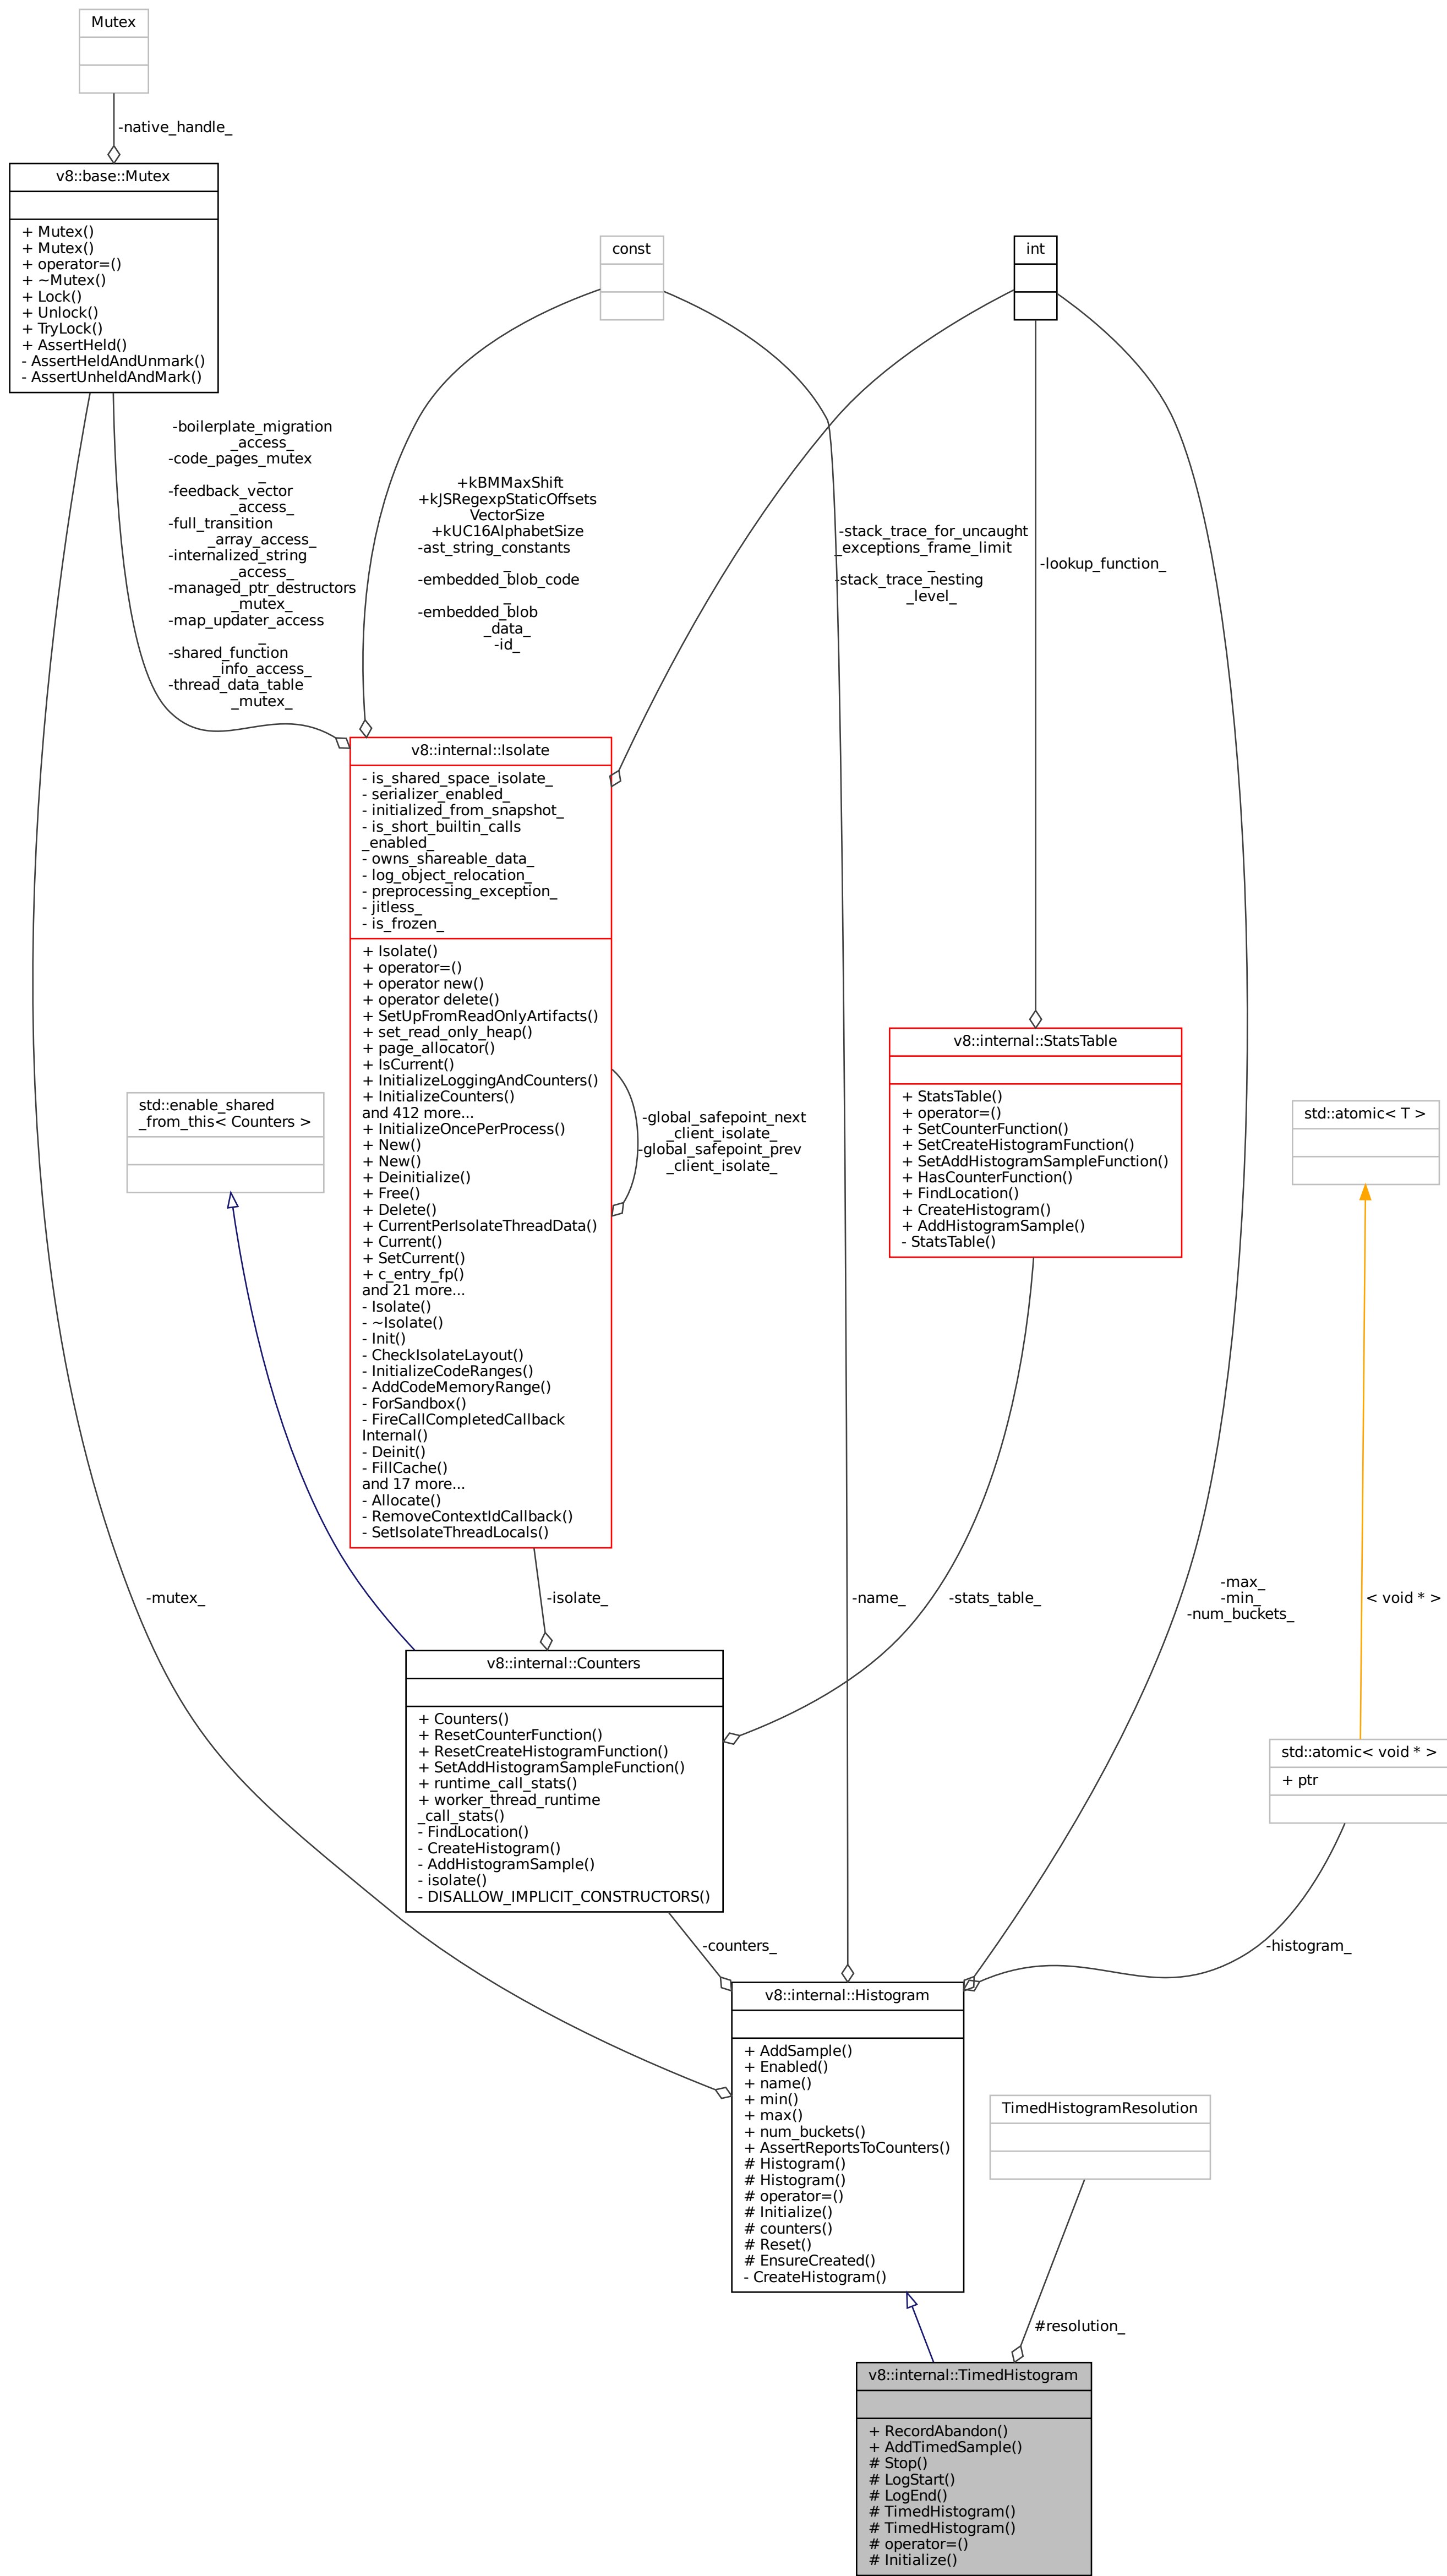 Mutex
-native_handle_
v8::base::Mutex
+ Mutex()
+ Mutex()
+ operator=()
+ ~Mutex()
+ Lock()
+ Unlock()
+ TryLock()
+ AssertHeld()
- AssertHeldAndUnmark()
- AssertUnheldAndMark()
const
int
-boilerplate_migration
_access_
-code_pages_mutex
_
-feedback_vector
_access_
-full_transition
_array_access_
-internalized_string
_access_
-managed_ptr_destructors
_mutex_
-map_updater_access
_
-shared_function
_info_access_
-thread_data_table
_mutex_
+kBMMaxShift
+kJSRegexpStaticOffsets
VectorSize
+kUC16AlphabetSize
-ast_string_constants
_
-embedded_blob_code
_
-embedded_blob
_data_
-id_
-stack_trace_for_uncaught
_exceptions_frame_limit
_
-stack_trace_nesting
_level_
-lookup_function_
v8::internal::Isolate
- is_shared_space_isolate_
- serializer_enabled_
- initialized_from_snapshot_
- is_short_builtin_calls
_enabled_
- owns_shareable_data_
- log_object_relocation_
- preprocessing_exception_
- jitless_
- is_frozen_
+ Isolate()
+ operator=()
+ operator new()
+ operator delete()
+ SetUpFromReadOnlyArtifacts()
+ set_read_only_heap()
+ page_allocator()
+ IsCurrent()
+ InitializeLoggingAndCounters()
+ InitializeCounters()
and 412 more...
+ InitializeOncePerProcess()
+ New()
+ New()
+ Deinitialize()
+ Free()
+ Delete()
+ CurrentPerIsolateThreadData()
+ Current()
+ SetCurrent()
+ c_entry_fp()
and 21 more...
- Isolate()
- ~Isolate()
- Init()
- CheckIsolateLayout()
- InitializeCodeRanges()
- AddCodeMemoryRange()
- ForSandbox()
- FireCallCompletedCallback
Internal()
- Deinit()
- FillCache()
and 17 more...
- Allocate()
- RemoveContextIdCallback()
- SetIsolateThreadLocals()
-global_safepoint_next
_client_isolate_
-global_safepoint_prev
_client_isolate_
v8::internal::StatsTable
+ StatsTable()
+ operator=()
+ SetCounterFunction()
+ SetCreateHistogramFunction()
+ SetAddHistogramSampleFunction()
+ HasCounterFunction()
+ FindLocation()
+ CreateHistogram()
+ AddHistogramSample()
- StatsTable()
std::enable_shared
_from_this< Counters >
std::atomic< T >
-mutex_
-isolate_
-name_
-stats_table_
-max_
-min_
-num_buckets_
< void * >
v8::internal::Counters
+ Counters()
+ ResetCounterFunction()
+ ResetCreateHistogramFunction()
+ SetAddHistogramSampleFunction()
+ runtime_call_stats()
+ worker_thread_runtime
_call_stats()
- FindLocation()
- CreateHistogram()
- AddHistogramSample()
- isolate()
- DISALLOW_IMPLICIT_CONSTRUCTORS()
std::atomic< void * >
+ ptr
-counters_
-histogram_
v8::internal::Histogram
+ AddSample()
+ Enabled()
+ name()
+ min()
+ max()
+ num_buckets()
+ AssertReportsToCounters()
# Histogram()
# Histogram()
# operator=()
# Initialize()
# counters()
# Reset()
# EnsureCreated()
- CreateHistogram()
TimedHistogramResolution
#resolution_
v8::internal::TimedHistogram
+ RecordAbandon()
+ AddTimedSample()
# Stop()
# LogStart()
# LogEnd()
# TimedHistogram()
# TimedHistogram()
# operator=()
# Initialize()